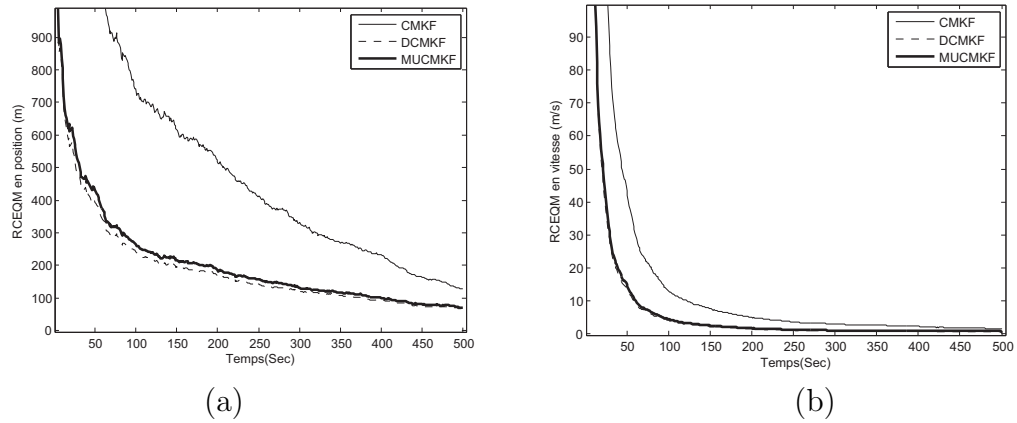 CMKF
DCMKF
MUCMKF
900
800
700
600
500
400
300
200
100
0
RCEQM en position (m)
50 100 150 200 250 300 350 400 450 500
Temps(Sec)
(a)
CMKF
DCMKF
MUCMKF
90
80
70
60
50
40
30
20
10
0
RCEQM en vitesse (m/s)
50 100 150 200 250 300 350 400 450 500
Temps(Sec)
(b)